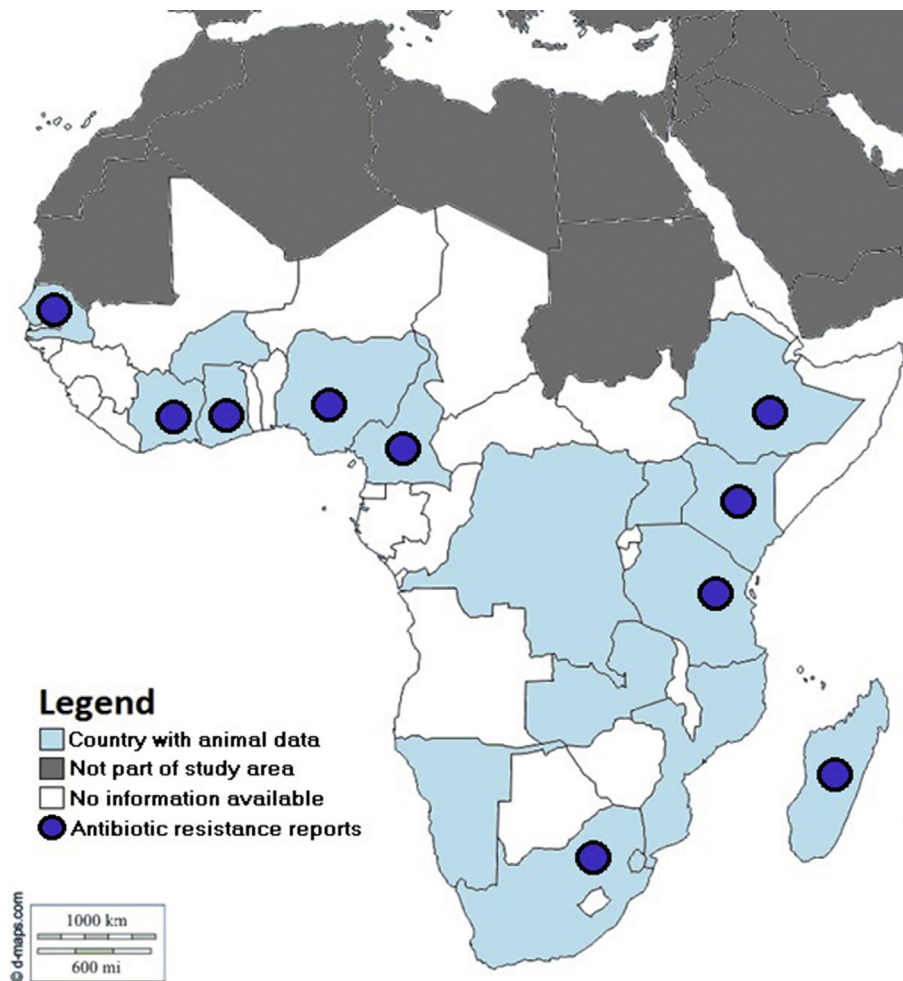 Legend
Country with animal data
Not part of study area
No information available
Antibiotic resistance reports
1000 km
600 mi
© d-maps.com